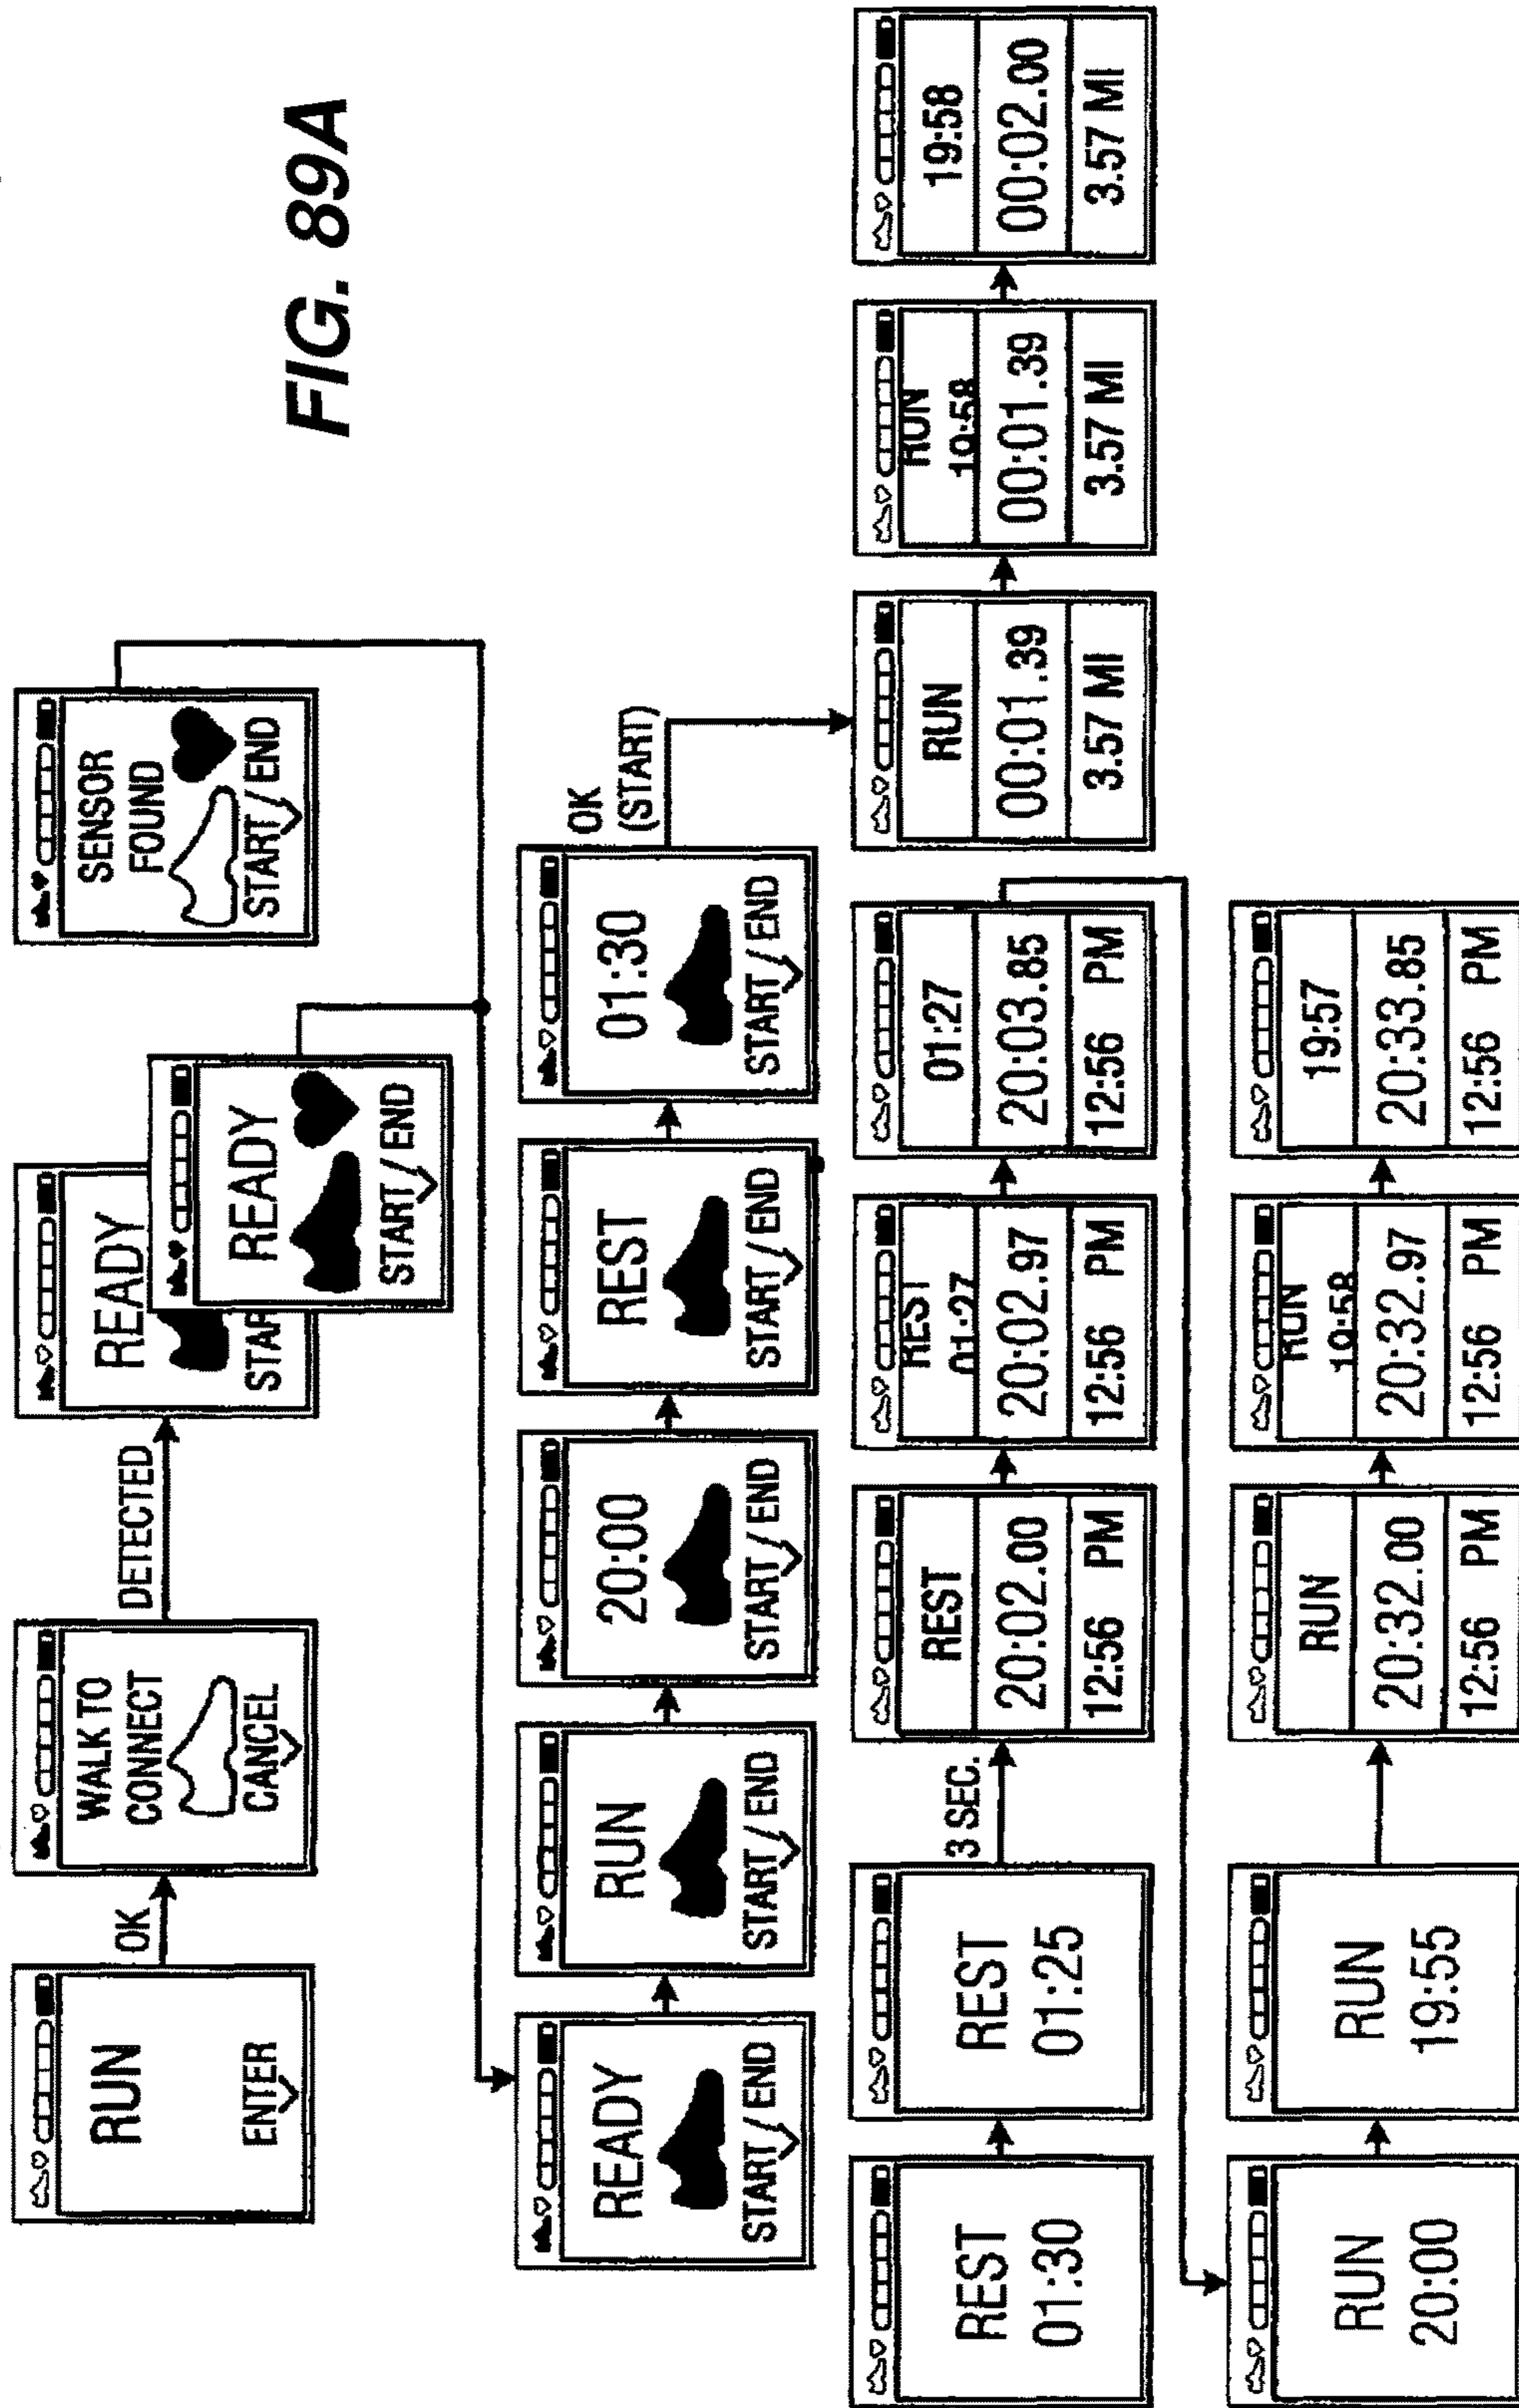 FIG. 89A
RUN
ENTER
OK
WALK TO
CONNECT
CANCEL
DETECTED
READY
STAR
READY
START / END
SENSOR
FOUND
START / END
READY
START / END
RUN
START / END
20:00
START / END
REST
START / END
01:30
START / END
OK
(START)
RUN
00:01.39
3.57 MI
RUN
19:58
00:01.39
3.57 MI
19:58
00:02.00
3.57 MI
REST
01:30
REST
01:25
3 SEC.
REST
20:02.00
12:56 PM
REST
01:27
20:02.97
12:56 PM
01:27
20:03.85
12:56 PM
RUN
20:00
RUN
19:55
RUN
20:32.00
12:56 PM
RUN
19:58
20:32.97
12:56 PM
19:57
20:33.85
12:56 PM